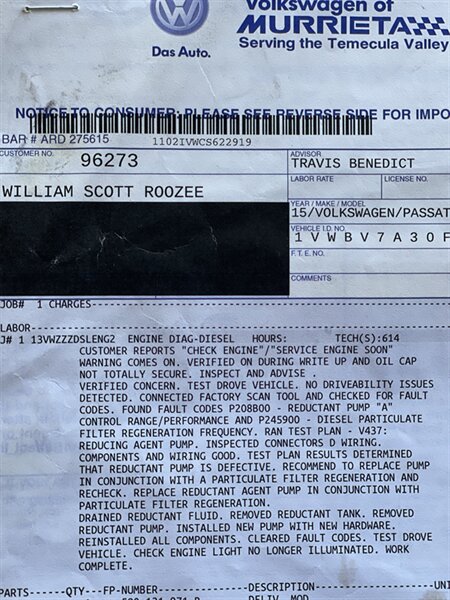 Volkswagen of
MURRIETA
Das Auto.
Serving the Temecula Valley
NOTICE TO CONSUMER: PLEASE SEE REVERSE SIDE FOR IMPO
BAR # ARD 275615
1102IVWCS622919
CUSTOMER NO.
96273
ADVISOR
TRAVIS BENEDICT
LABOR RATE
LICENSE NO.
WILLIAM SCOTT ROOZEE
YEAR / MAKE / MODEL
15/VOLKSWAGEN/PASSAT
VEHICLE I.D. NO.
1VWBV7A30F
F. T. E. NO.
COMMENTS
JOB# 1 CHARGES
LABOR
J# 1 13VWZZZDSLENG2 ENGINE DIAG-DIESEL HOURS: TECH(S):614
CUSTOMER REPORTS "CHECK ENGINE"/"SERVICE ENGINE SOON"
WARNING COMES ON. VERIFIED ON DURING WRITE UP AND OIL CAP
NOT TOTALLY SECURE. INSPECT AND ADVISE .
VERIFIED CONCERN. TEST DROVE VEHICLE. NO DRIVEABILITY ISSUES
DETECTED. CONNECTED FACTORY SCAN TOOL AND CHECKED FOR FAULT
CODES. FOUND FAULT CODES P208B00 - REDUCTANT PUMP "A"
CONTROL RANGE/PERFORMANCE AND P245900 - DIESEL PARTICULATE
FILTER REGENERATION FREQUENCY. RAN TEST PLAN - V437:
REDUCING AGENT PUMP. INSPECTED CONNECTORS D WIRING.
COMPONENTS AND WIRING GOOD. TEST PLAN RESULTS DETERMINED
THAT REDUCTANT PUMP IS DEFECTIVE. RECOMMEND TO REPLACE PUMP
IN CONJUNCTION WITH A PARTICULATE FILTER REGENERATION AND
RECHECK. REPLACE REDUCTANT AGENT PUMP IN CONJUNCTION WITH
PARTICULATE FILTER REGENERATION.
DRAINED REDUCTANT FLUID. REMOVED REDUCTANT TANK. REMOVED
REDUCTANT PUMP. INSTALLED NEW PUMP WITH NEW HARDWARE.
REINSTALLED ALL COMPONENTS. CLEARED FAULT CODES. TEST DROVE
VEHICLE. CHECK ENGINE LIGHT NO LONGER ILLUMINATED. WORK
COMPLETE.
PARTS------QTY---FP-NUMBER---------------DESCRIPTION---------------UNI